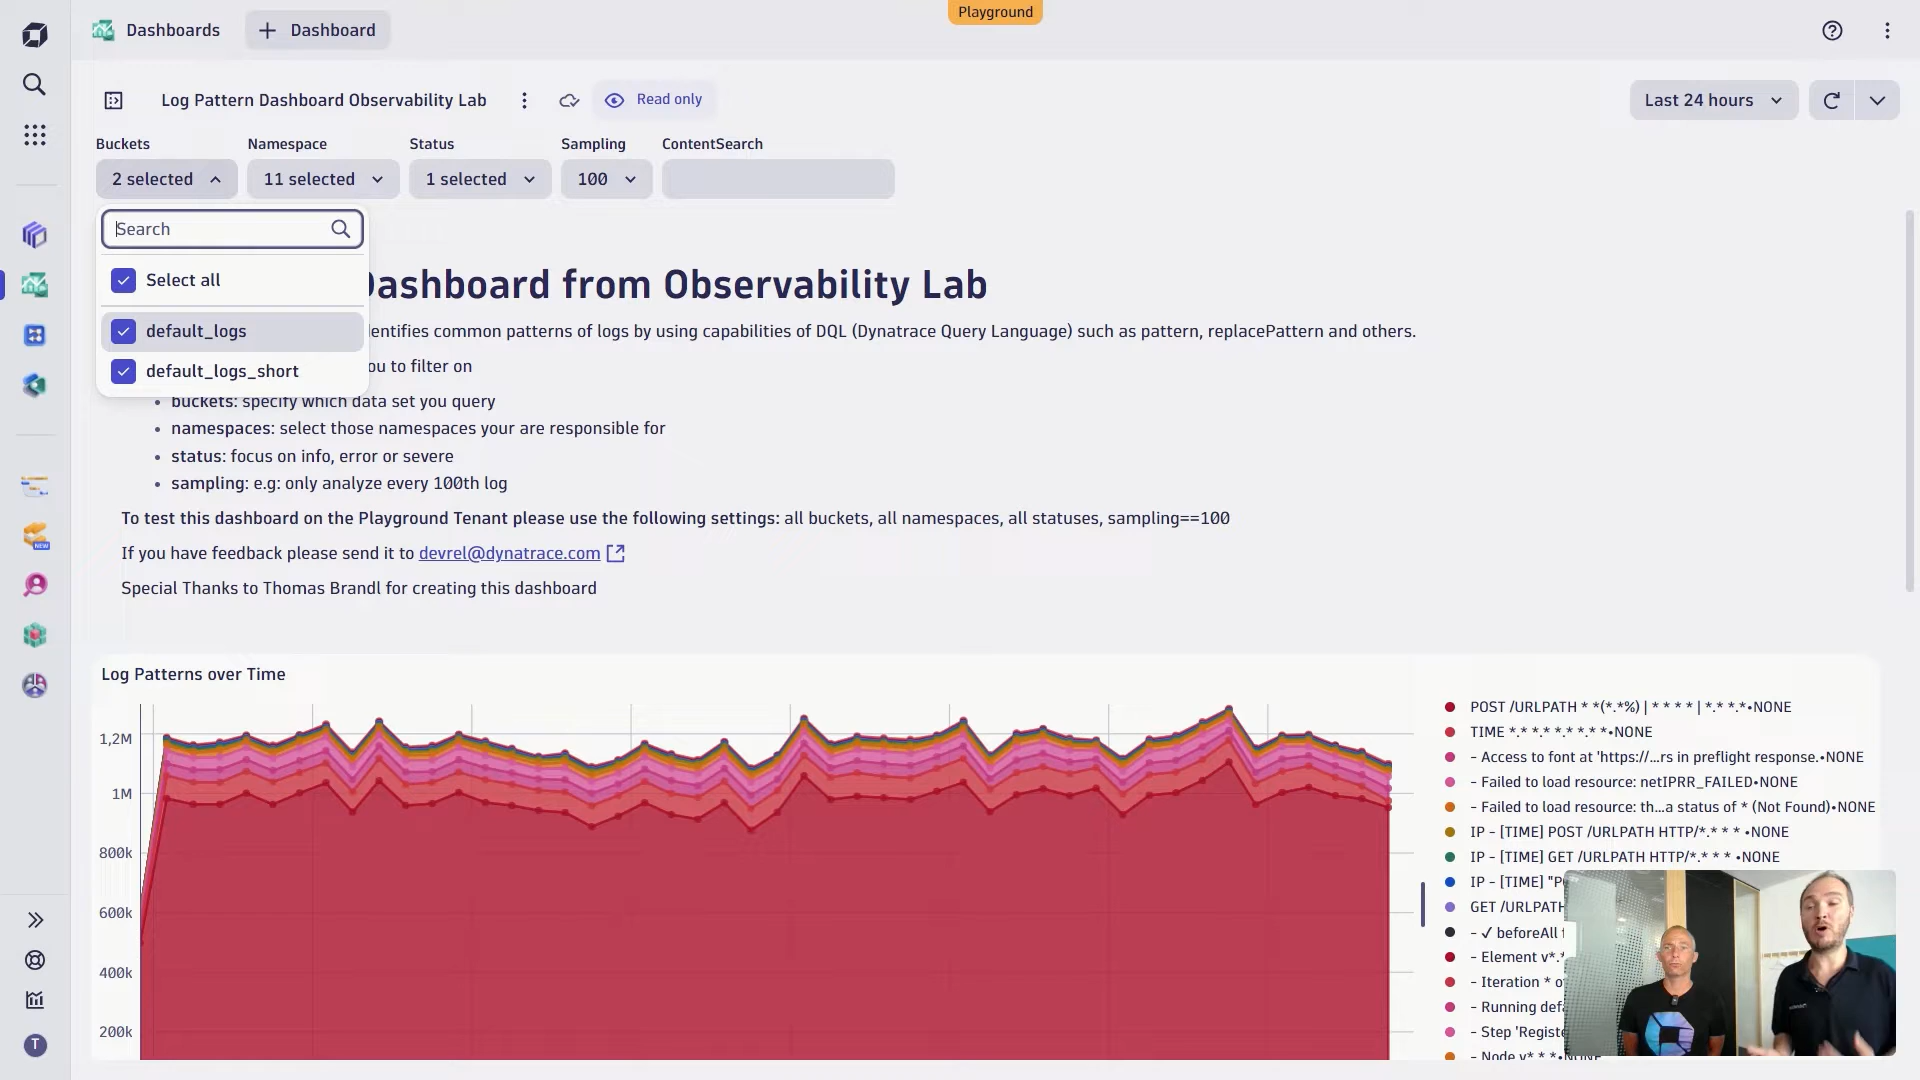 Playground
Dashboards
Dashboard
Log Pattern Dashboard Observability Lab
Read only
Last 24 hours
Buckets
Namespace
Status
Sampling
ContentSearch
2 selected
11 selected
1 selected
100
Search
Select all
default_logs
default_logs_short
Dashboard from Observability Lab
entifies common patterns of logs by using capabilities of DQL (Dynatrace Query Language) such as pattern, replacePattern and others.
ou to filter on
• buckets: specify which data set you query
• namespaces: select those namespaces your are responsible for
• status: focus on info, error or severe
• sampling: e.g: only analyze every 100th log
To test this dashboard on the Playground Tenant please use the following settings: all buckets, all namespaces, all statuses, sampling==100
If you have feedback please send it to devrel@dynatrace.com
Special Thanks to Thomas Brandl for creating this dashboard
NEW
Log Patterns over Time
1,2M
1M
800k
600k
400k
200k
POST /URLPATH * *(*.*%) | * * * * | *.* *.*•NONE
TIME *.* *.* *.* *.* *•NONE
- Access to font at 'https://...rs in preflight response.•NONE
- Failed to load resource: netIPRR_FAILED•NONE
- Failed to load resource: th...a status of * (Not Found)•NONE
IP - [TIME] POST /URLPATH HTTP/*.* * * •NONE
IP - [TIME] GET /URLPATH HTTP/*.* * * •NONE
IP - [TIME] "P
GET /URLPATH
- ✓ beforeAll
- Element v*.*
- Iteration * o
- Running def
- Step 'Registe
- Node v* * *•NONE
T